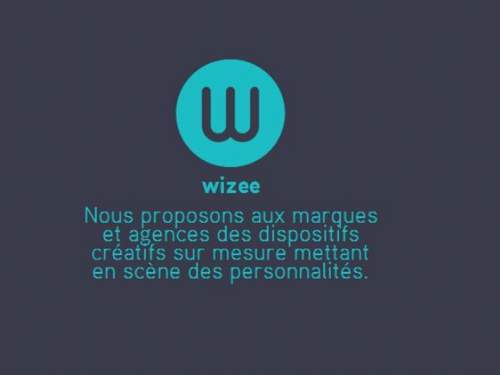 W
wizee
Nous proposons aux marques
et agences des dispositifs
créatifs sur mesure mettant
en scène des personnalités.